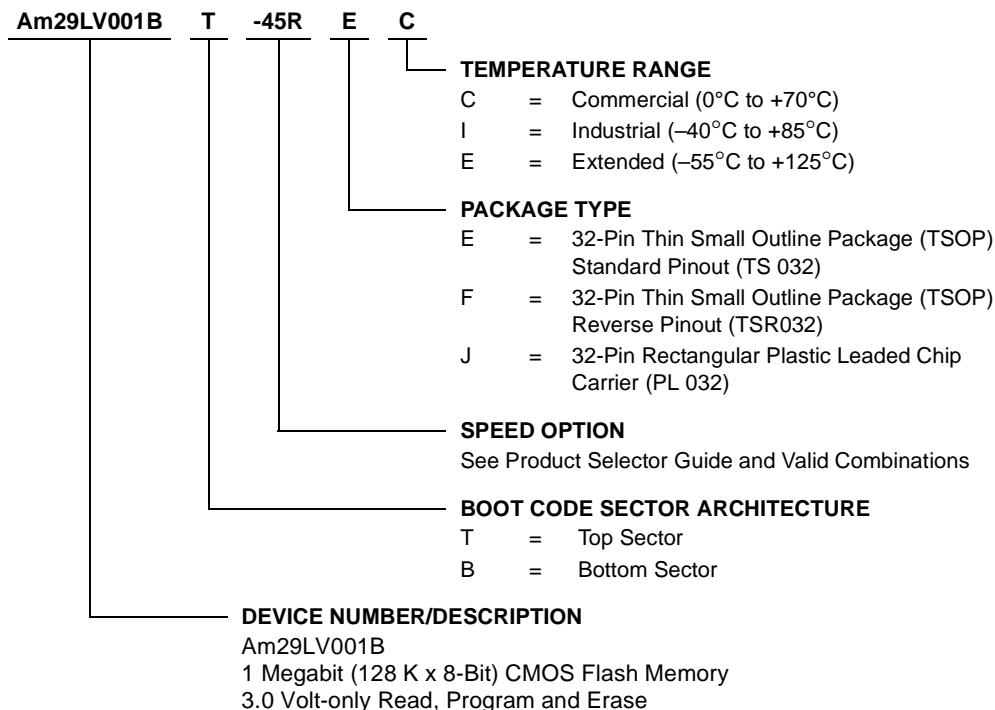 Am29LV001B T -45R E C
TEMPERATURE RANGE
C = Commercial (0°C to +70°C)
I = Industrial (–40°C to +85°C)
E = Extended (–55°C to +125°C)
PACKAGE TYPE
E = 32-Pin Thin Small Outline Package (TSOP)
Standard Pinout (TS 032)
F = 32-Pin Thin Small Outline Package (TSOP)
Reverse Pinout (TSR032)
J = 32-Pin Rectangular Plastic Leaded Chip
Carrier (PL 032)
SPEED OPTION
See Product Selector Guide and Valid Combinations
BOOT CODE SECTOR ARCHITECTURE
T = Top Sector
B = Bottom Sector
DEVICE NUMBER/DESCRIPTION
Am29LV001B
1 Megabit (128 K x 8-Bit) CMOS Flash Memory
3.0 Volt-only Read, Program and Erase